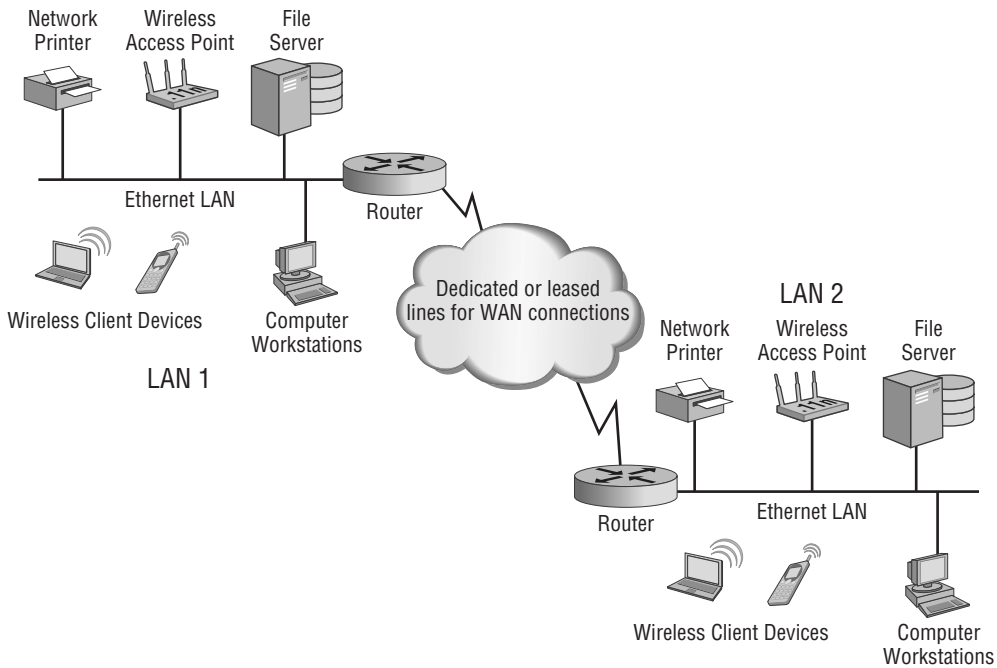 Network
Printer
Wireless
Access Point
File
Server
.11n
Ethernet LAN
Router
Wireless Client Devices
Computer
Workstations
LAN 1
Dedicated or leased
lines for WAN connections
LAN 2
Network
Printer
Wireless
Access Point
File
Server
.11n
Router
Ethernet LAN
Wireless Client Devices
Computer
Workstations